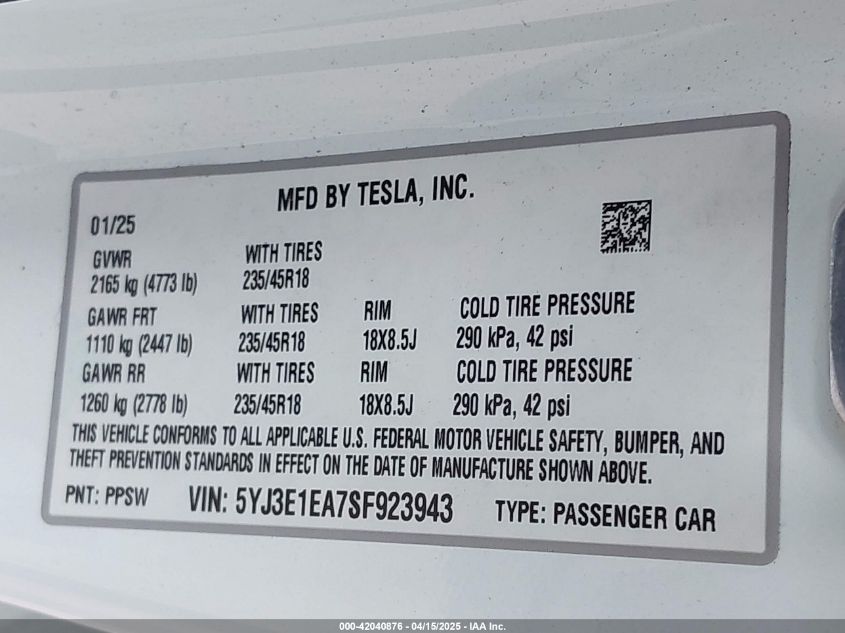 MFD BY TESLA, INC.
01/25
GVWR WITH TIRES
2165 kg (4773 lb) 235/45R18
GAWR FRT WITH TIRES RIM COLD TIRE PRESSURE
1110 kg (2447 lb) 235/45R18 18X8.5J 290 kPa, 42 psi
GAWR RR WITH TIRES RIM COLD TIRE PRESSURE
1260 kg (2778 lb) 235/45R18 18X8.5J 290 kPa, 42 psi
THIS VEHICLE CONFORMS TO ALL APPLICABLE U.S. FEDERAL MOTOR VEHICLE SAFETY, BUMPER, AND
THEFT PREVENTION STANDARDS IN EFFECT ON THE DATE OF MANUFACTURE SHOWN ABOVE.
PNT: PPSW VIN: 5YJ3E1EA7SF923943 TYPE: PASSENGER CAR
000-42040876 - 04/15/2025 - IAA Inc.